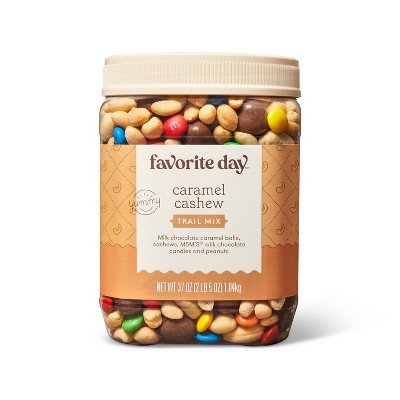 favorite day™
yummy
caramel
cashew
TRAIL MIX
Milk chocolate caramel balls,
cashews, M&M'S® milk chocolate
candies and peanuts
NET WT 37 OZ (2 LB 5 OZ) 1.04kg
m